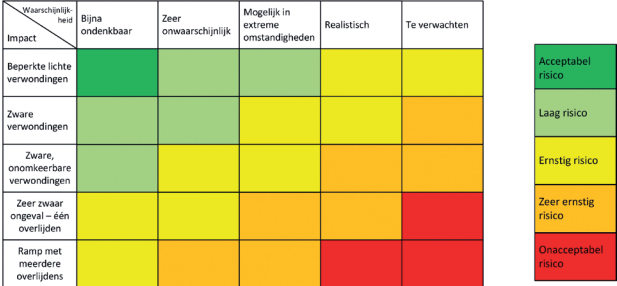 Waarschijnlijk-
heid
Impact
Bijna
ondenkbaar
Zeer
onwaarschijnlijk
Mogelijk in
extreme
omstandigheden
Realistisch
Te verwachten
Beperkte lichte
verwondingen
Zware
verwondingen
Zware,
onomkeerbare
verwondingen
Zeer zwaar
ongeval – één
overlijden
Ramp met
meerdere
overlijdens
Acceptabel
risico
Laag risico
Ernstig risico
Zeer ernstig
risico
Onacceptabel
risico